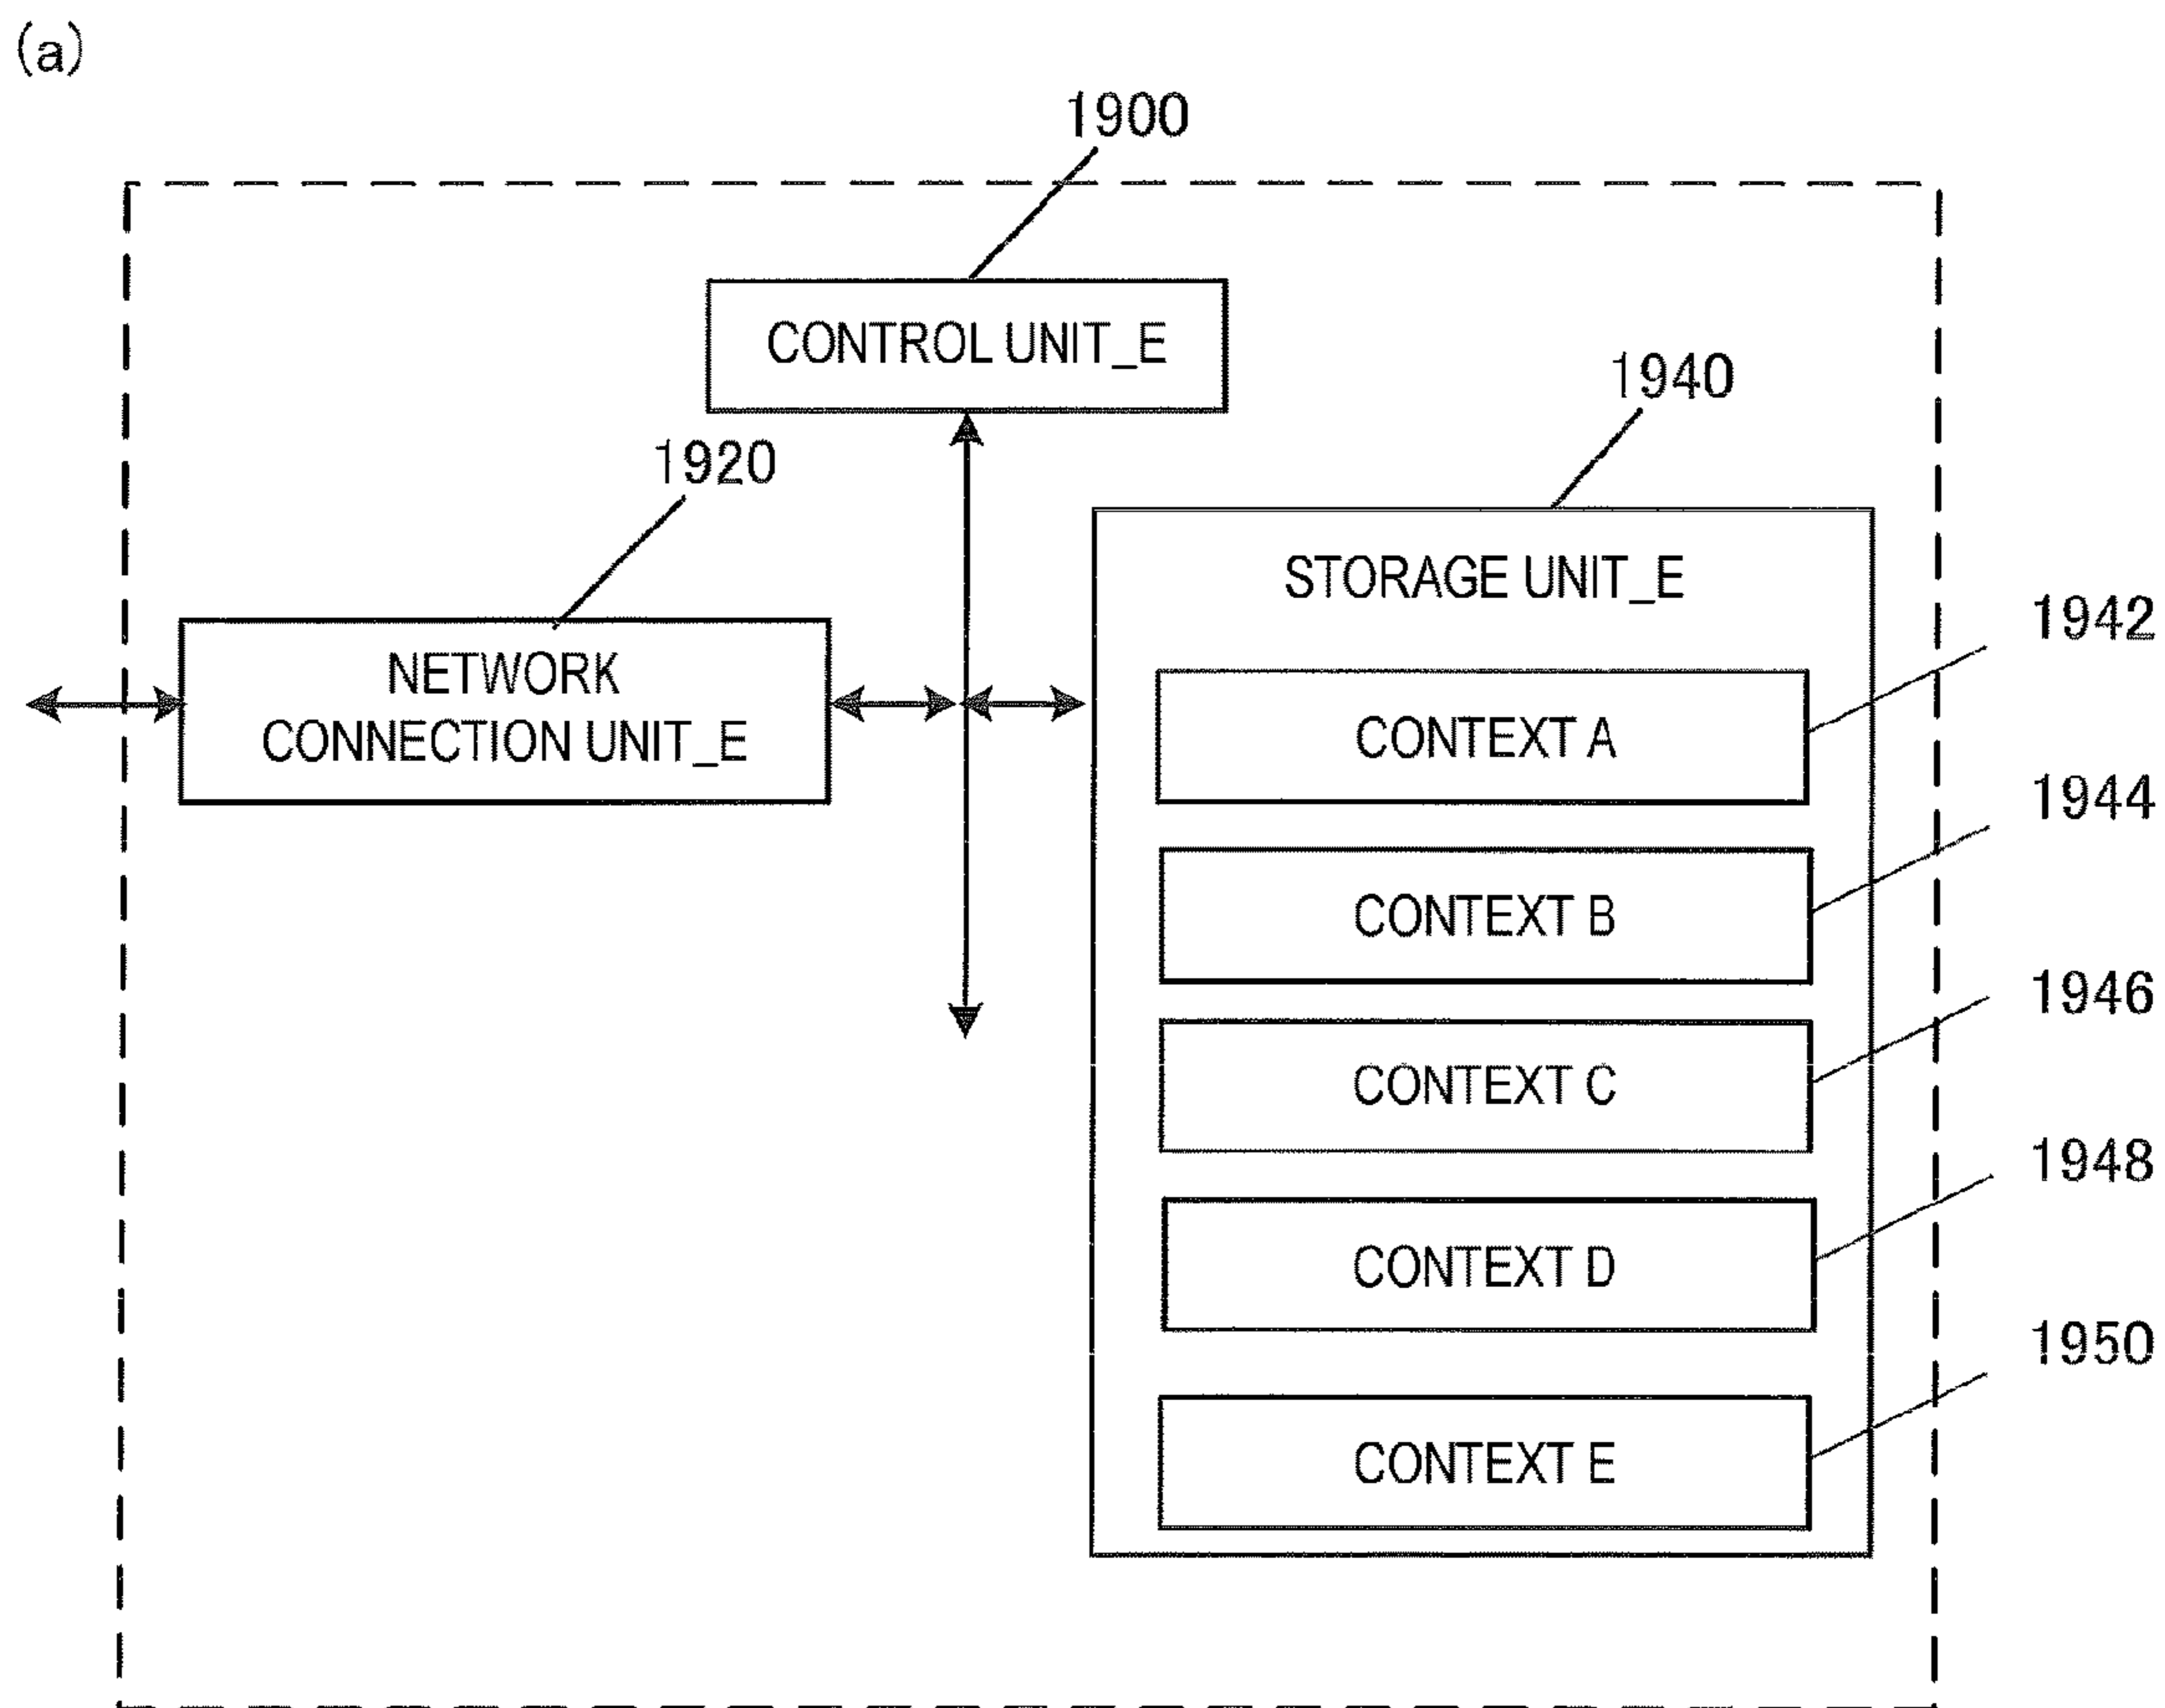 (a)
1900
CONTROL UNIT_E
1940
1920
STORAGE UNIT_E
1942
NETWORK
CONNECTION UNIT_E
CONTEXT A
1944
CONTEXT B
1946
CONTEXT C
1948
CONTEXT D
1950
CONTEXT E